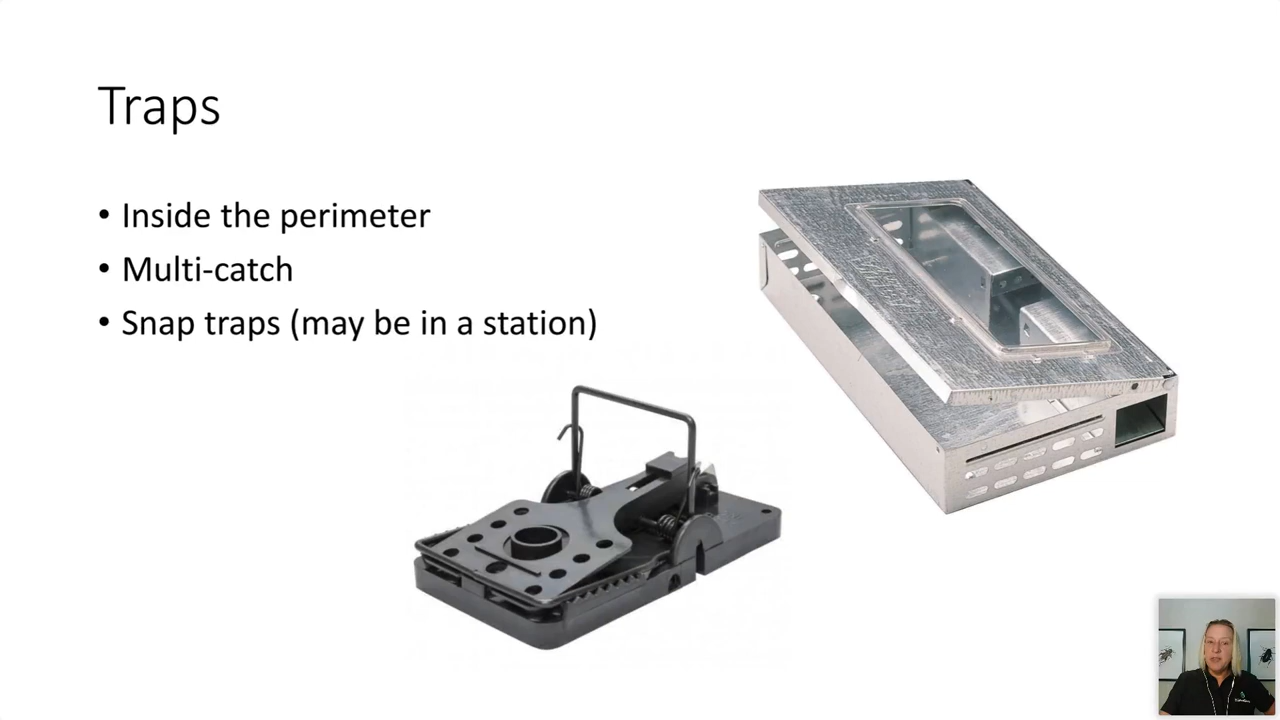 Traps
• Inside the perimeter
• Multi-catch
• Snap traps (may be in a station)